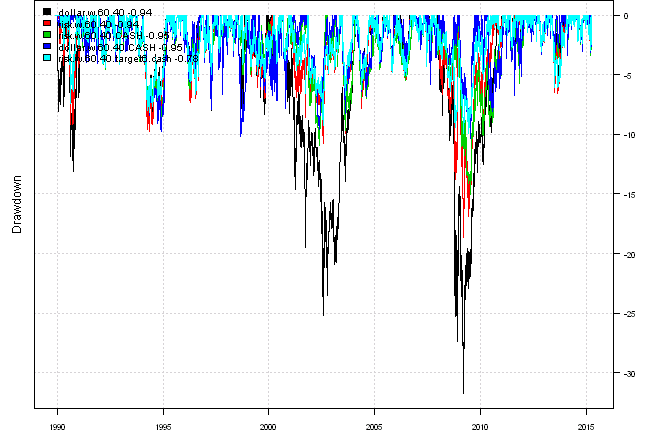 dollar.w.60.40 -0.94
risk.w.60.40 -0.94
risk.w.60.40.CASH -0.95
dollar.w.60.40.CASH -0.95
risk.w.60.40.target6.cash -0.78
Drawdown
0
-5
-10
-15
-20
-25
-30
1990 1995 2000 2005 2010 2015